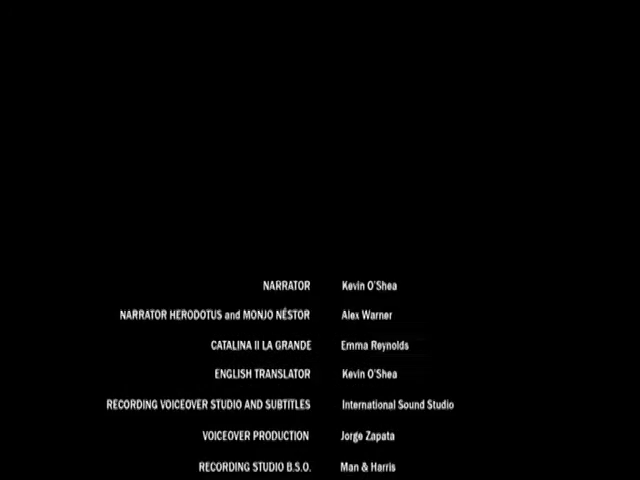 NARRATOR Kevin O'Shea
NARRATOR HERODOTUS and MONJO NÉSTOR Alex Warner
CATALINA II LA GRANDE Emma Reynolds
ENGLISH TRANSLATOR Kevin O'Shea
RECORDING VOICEOVER STUDIO AND SUBTITLES International Sound Studio
VOICEOVER PRODUCTION Jorge Zapata
RECORDING STUDIO B.S.O. Man & Harris